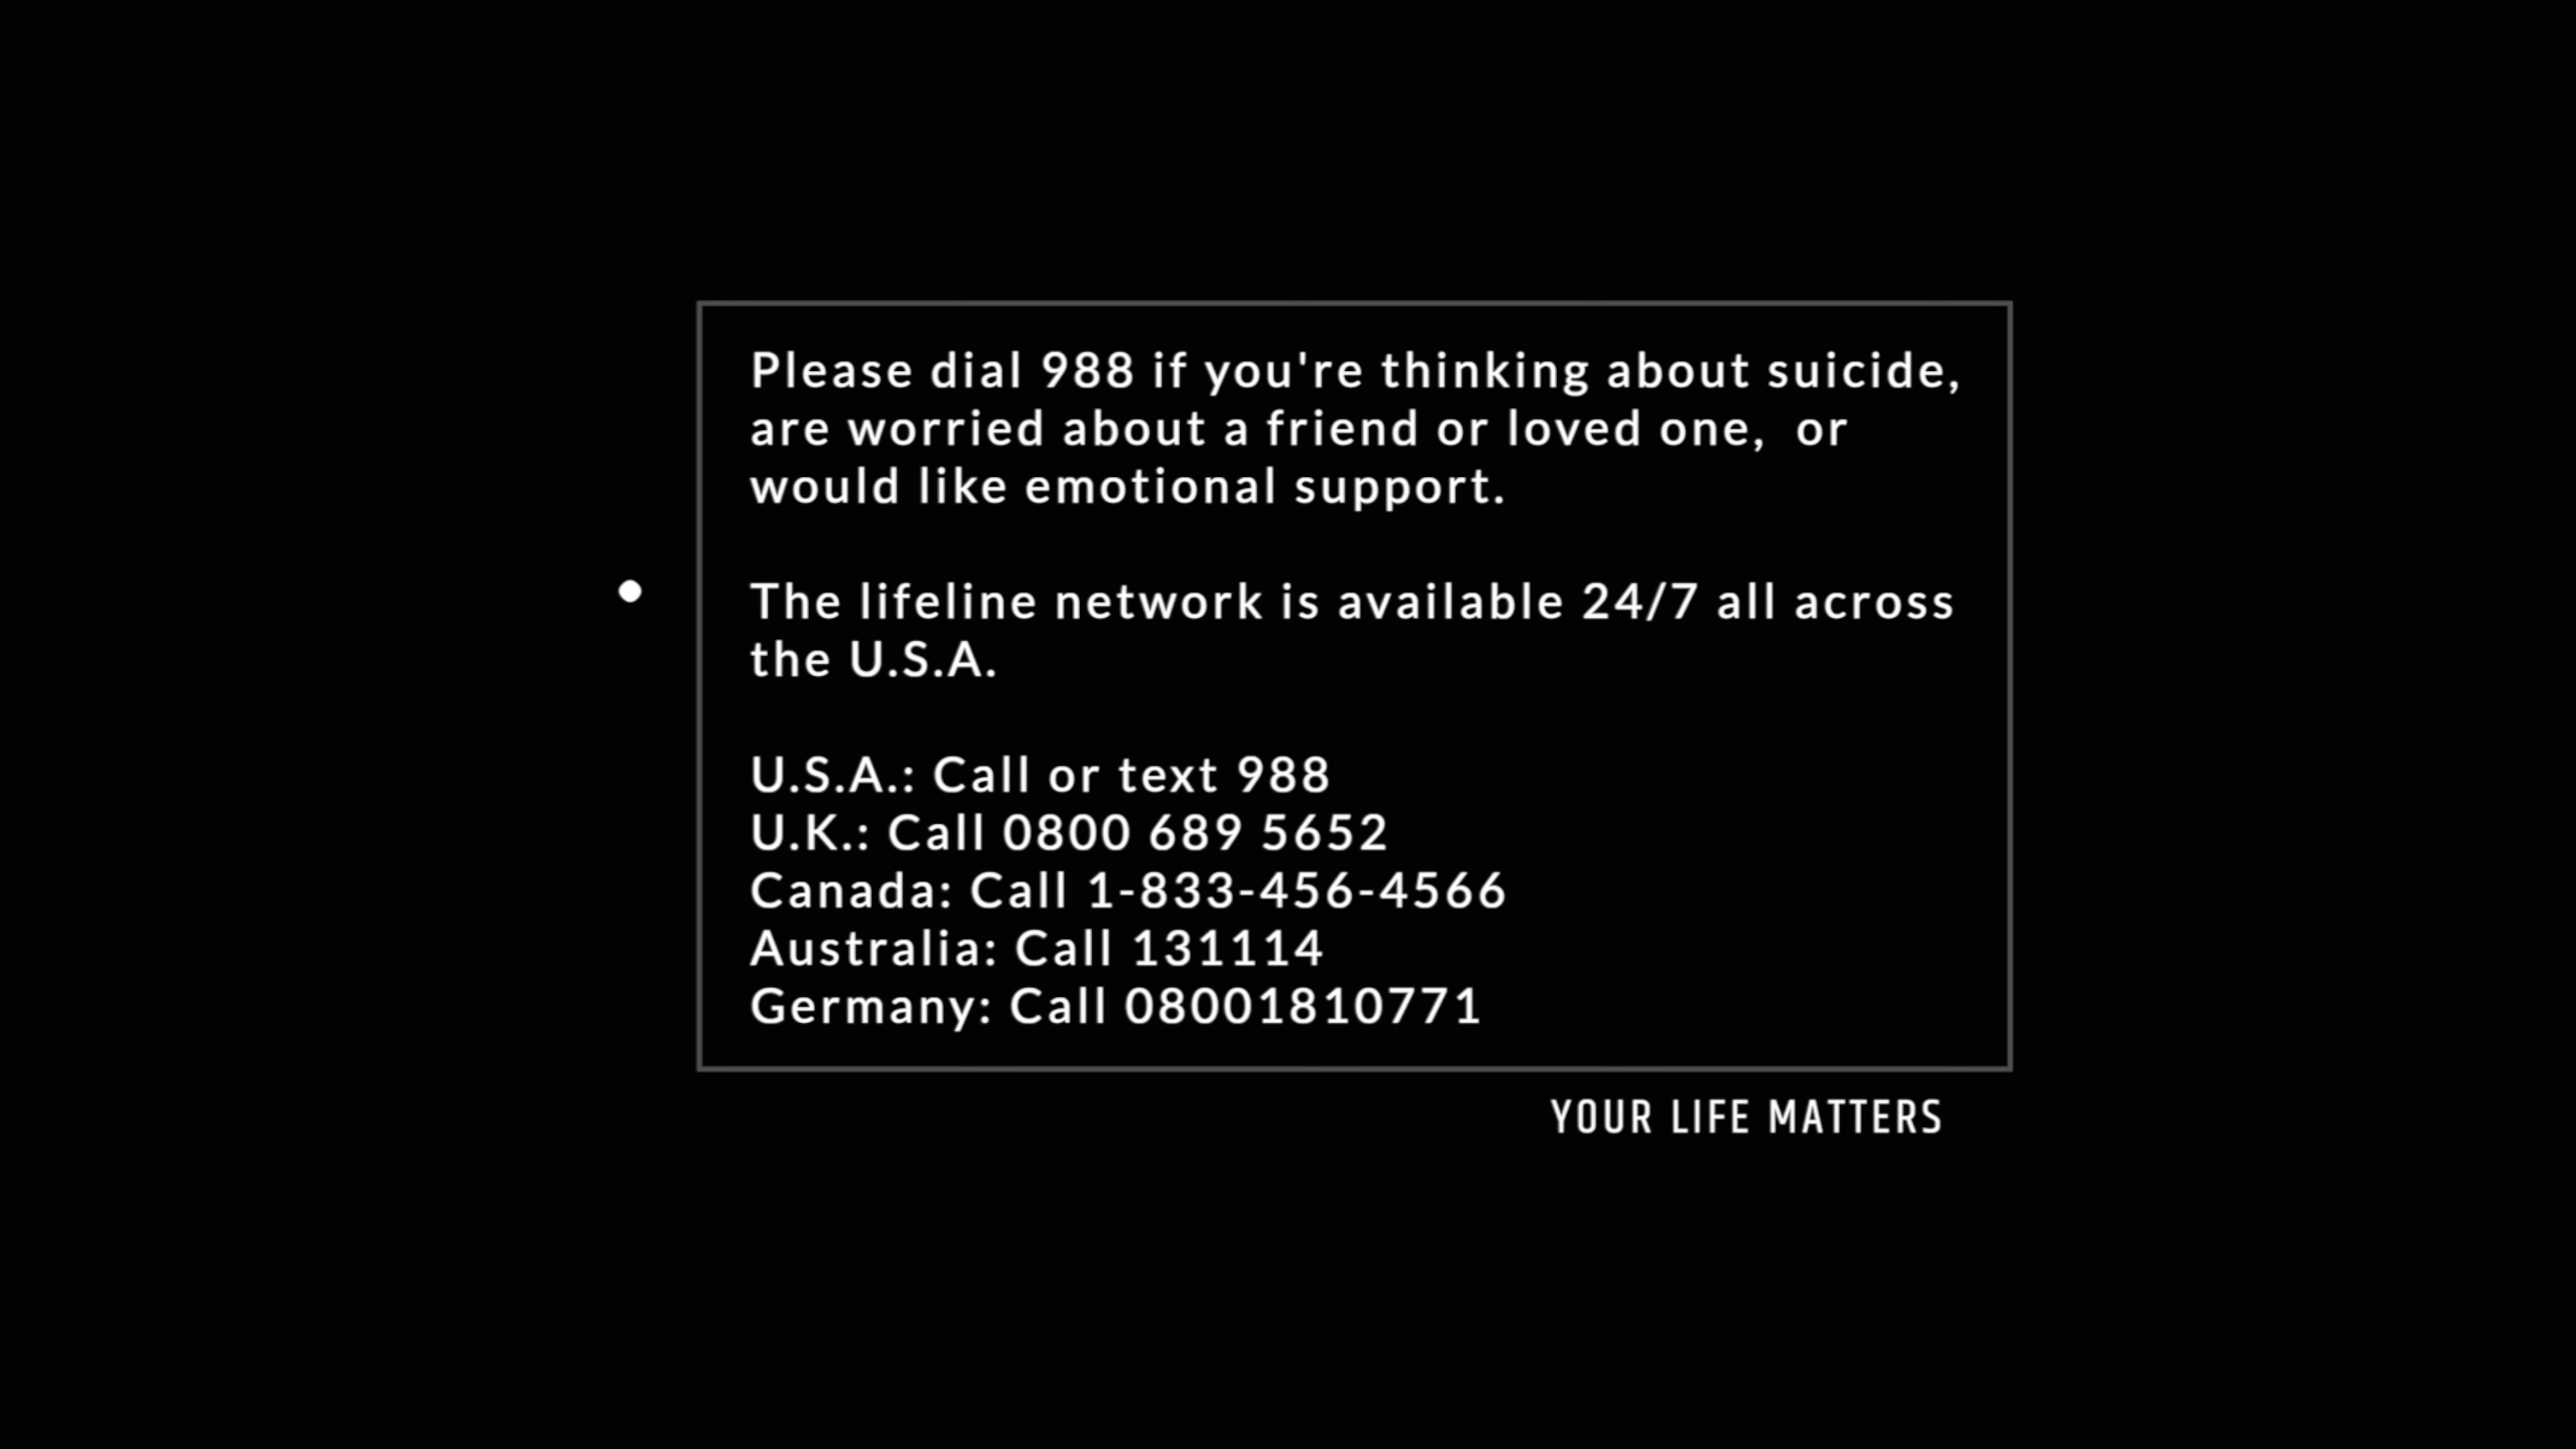 Please dial 988 if you're thinking about suicide,
are worried about a friend or loved one,  or
would like emotional support.
The lifeline network is available 24/7 all across
the U.S.A.
U.S.A.: Call or text 988
U.K.: Call 0800 689 5652
Canada: Call 1-833-456-4566
Australia: Call 131114
Germany: Call 08001810771
YOUR LIFE MATTERS